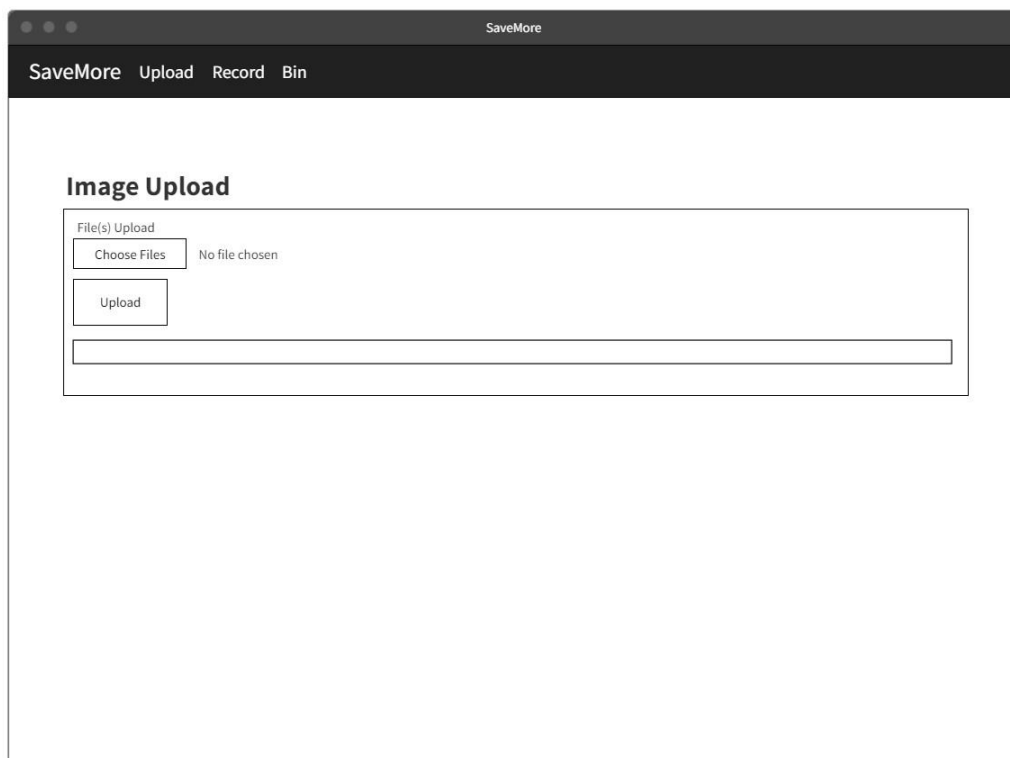 SaveMore
SaveMore Upload Record Bin
Image Upload
File(s) Upload
Choose Files No file chosen
Upload